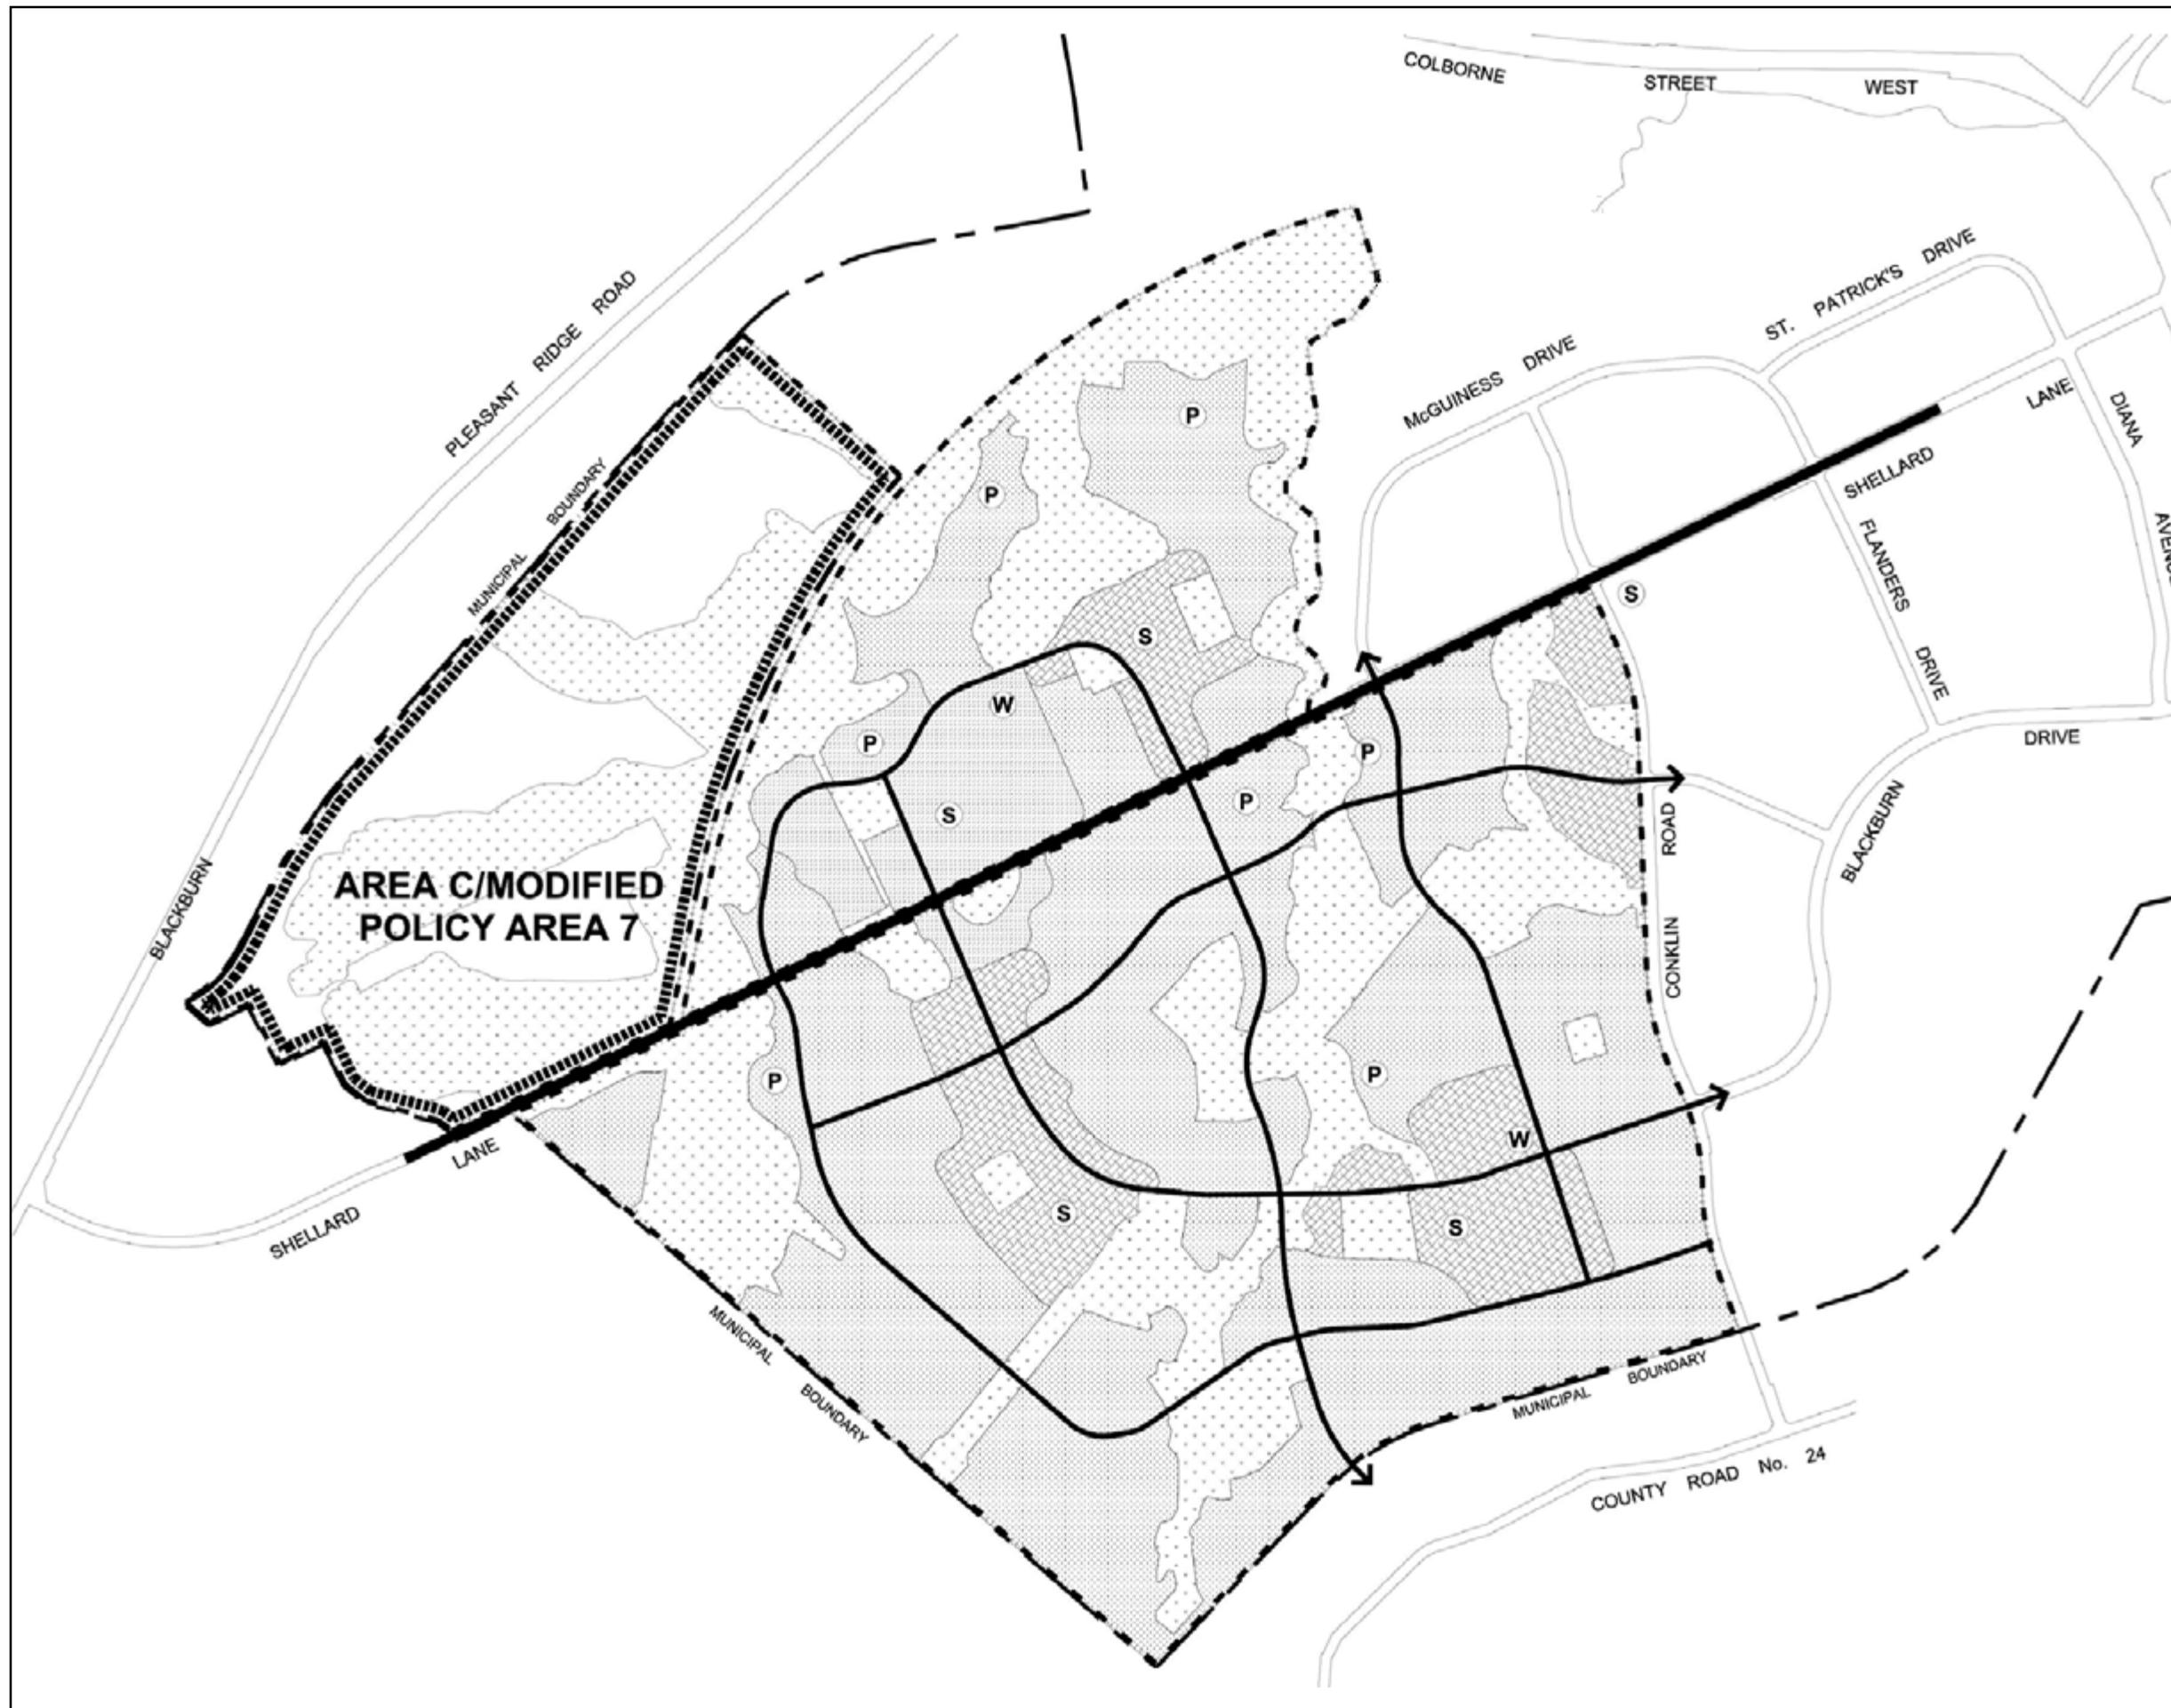 COLBORNE STREET WEST
ST. PATRICK'S DRIVE
PLEASANT RIDGE ROAD
McGUINESS DRIVE
LANE
DIANA
P
MUNICIPAL BOUNDARY
SHELLARD
P
FLANDERS DRIVE
S
S
W
P
P
DRIVE
P
S
ROAD
BLACKBURN
AREA C/MODIFIED
POLICY AREA 7
BLACKBURN
CONKLIN
P
P
W
LANE
SHELLARD
S
S
MUNICIPAL BOUNDARY
MUNICIPAL BOUNDARY
COUNTY ROAD No. 24